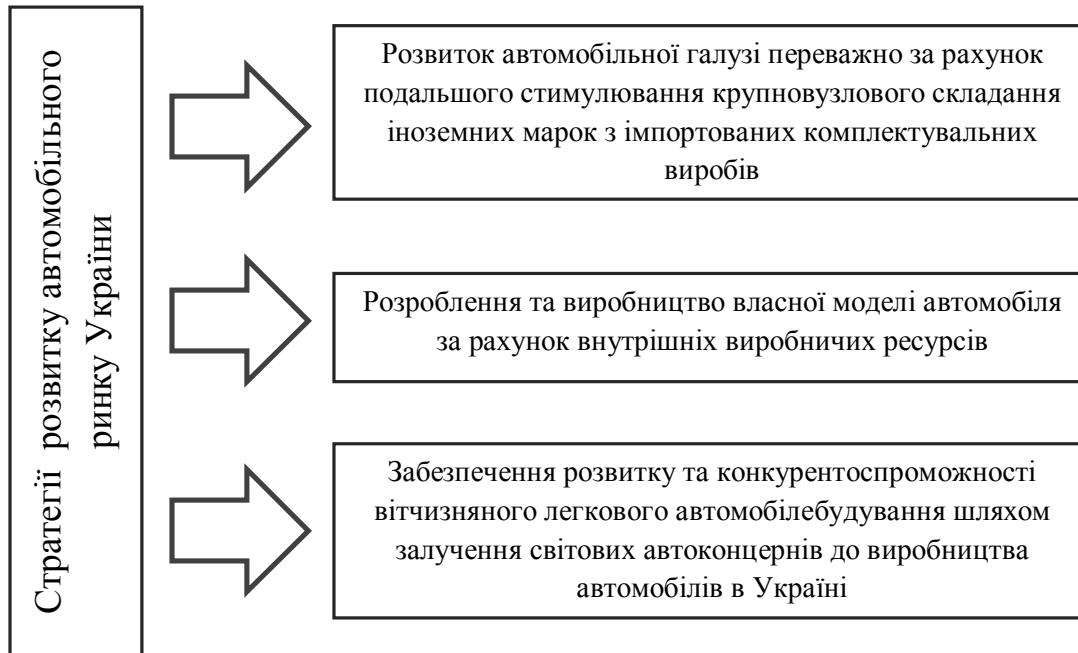 Стратегії розвитку автомобільного
ринку України
Розвиток автомобільної галузі переважно за рахунок
подальшого стимулювання крупновузлового складання
іноземних марок з імпортованих комплектувальних
виробів
Розроблення та виробництво власної моделі автомобіля
за рахунок внутрішніх виробничих ресурсів
Забезпечення розвитку та конкурентоспроможності
вітчизняного легкового автомобілебудування шляхом
залучення світових автоконцернів до виробництва
автомобілів в Україні